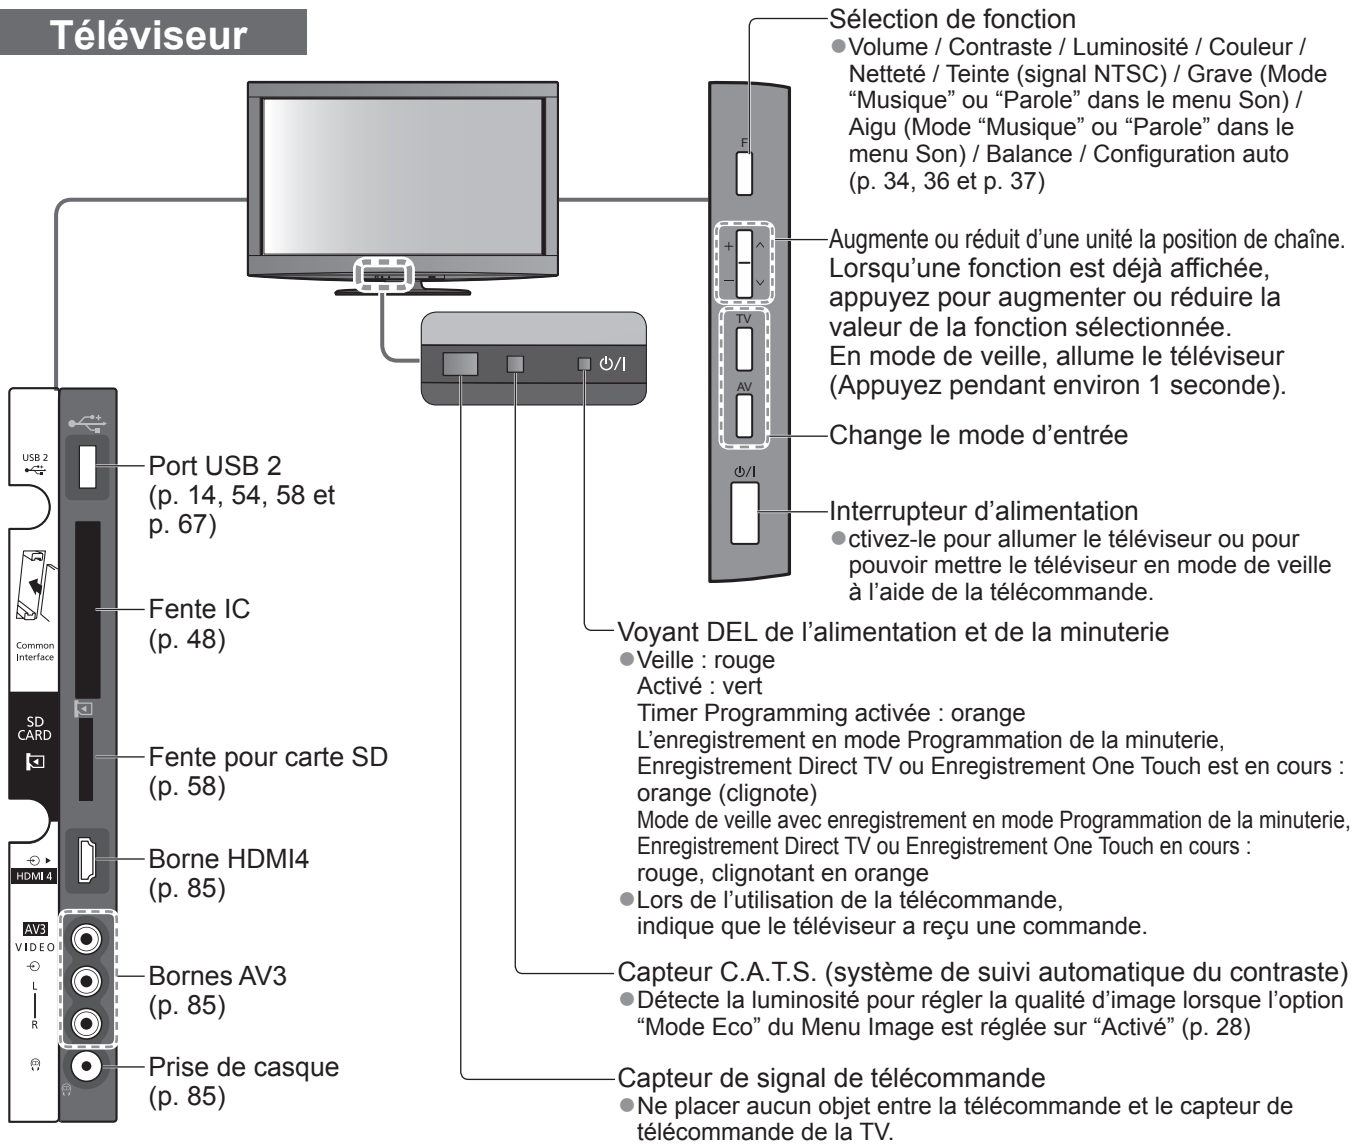 Téléviseur
Sélection de fonction
●Volume / Contraste / Luminosité / Couleur /
Netteté / Teinte (signal NTSC) / Grave (Mode
“Musique” ou “Parole” dans le menu Son) /
Aigu (Mode “Musique” ou “Parole” dans le
menu Son) / Balance / Configuration auto
(p. 34, 36 et p. 37)
F
+
−
Augmente ou réduit d’une unité la position de chaîne.
Lorsqu’une fonction est déjà affichée,
appuyez pour augmenter ou réduire la
valeur de la fonction sélectionnée.
En mode de veille, allume le téléviseur
(Appuyez pendant environ 1 seconde).
TV
AV
Change le mode d’entrée
⏻/I
Interrupteur d’alimentation
●ctivez-le pour allumer le téléviseur ou pour
pouvoir mettre le téléviseur en mode de veille
à l’aide de la télécommande.
⏻/I
Voyant DEL de l’alimentation et de la minuterie
●Veille : rouge
Activé : vert
Timer Programming activée : orange
L’enregistrement en mode Programmation de la minuterie,
Enregistrement Direct TV ou Enregistrement One Touch est en cours :
orange (clignote)
Mode de veille avec enregistrement en mode Programmation de la minuterie,
Enregistrement Direct TV ou Enregistrement One Touch en cours :
rouge, clignotant en orange
●Lors de l’utilisation de la télécommande,
indique que le téléviseur a reçu une commande.
Capteur C.A.T.S. (système de suivi automatique du contraste)
●Détecte la luminosité pour régler la qualité d’image lorsque l’option
“Mode Eco” du Menu Image est réglée sur “Activé” (p. 28)
Capteur de signal de télécommande
●Ne placer aucun objet entre la télécommande et le capteur de
télécommande de la TV.
USB 2
Port USB 2
(p. 14, 54, 58 et
p. 67)
Common
Interface
Fente IC
(p. 48)
SD
CARD
Fente pour carte SD
(p. 58)
HDMI 4
Borne HDMI4
(p. 85)
AV3
VIDEO
L
R
Bornes AV3
(p. 85)
Prise de casque
(p. 85)